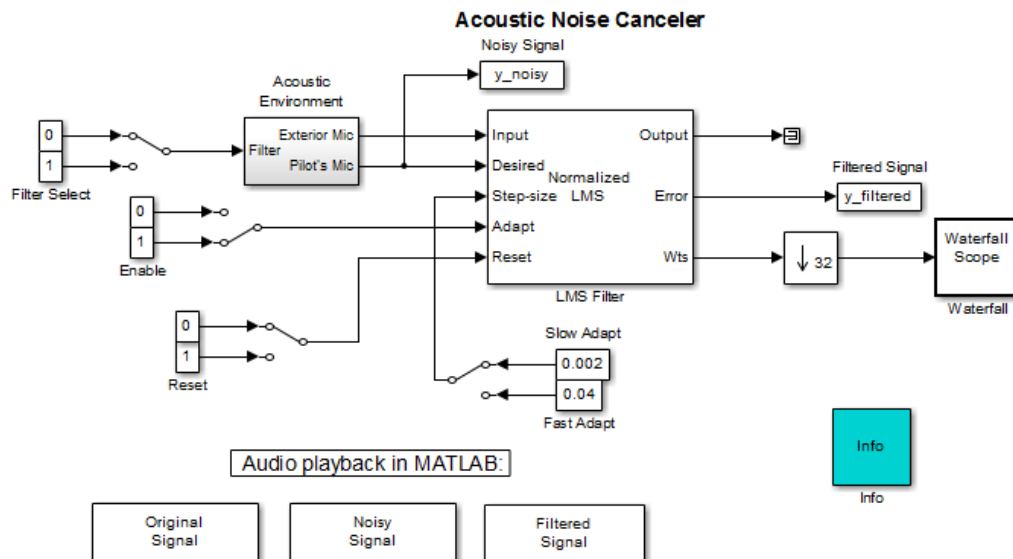 Acoustic Noise Canceler
Noisy Signal
y_noisy
Acoustic
Environment
Filter
Exterior Mic
Pilot's Mic
0
1
Filter Select
0
1
Enable
0
1
Reset
Input
Desired
Step-size
Adapt
Reset
Normalized
LMS
Output
Error
Wts
LMS Filter
Filtered Signal
y_filtered
32
Waterfall
Scope
Waterfall
Slow Adapt
0.002
0.04
Fast Adapt
Info
Info
Audio playback in MATLAB:
Original
Signal
Noisy
Signal
Filtered
Signal